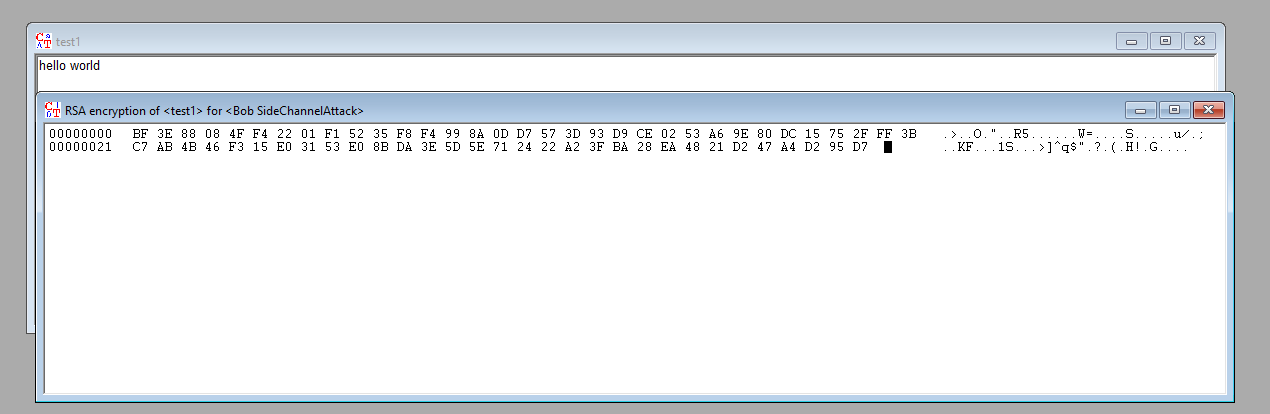 test1
hello world
RSA encryption of <test1> for <Bob SideChannelAttack>
00000000 BF 3E 88 08 4F F4 22 01 F1 52 35 F8 F4 99 8A 0D D7 57 3D 93 D9 CE 02 53 A6 9E 80 DC 15 75 2F FF 3B .>..O."..R5......W=....S.....u/.;
00000021 C7 AB 4B 46 F3 15 E0 31 53 E0 8B DA 3E 5D 5E 71 24 22 A2 3F BA 28 EA 48 21 D2 47 A4 D2 95 D7 ..KF...1S...>]^q$".?.(.H!.G....